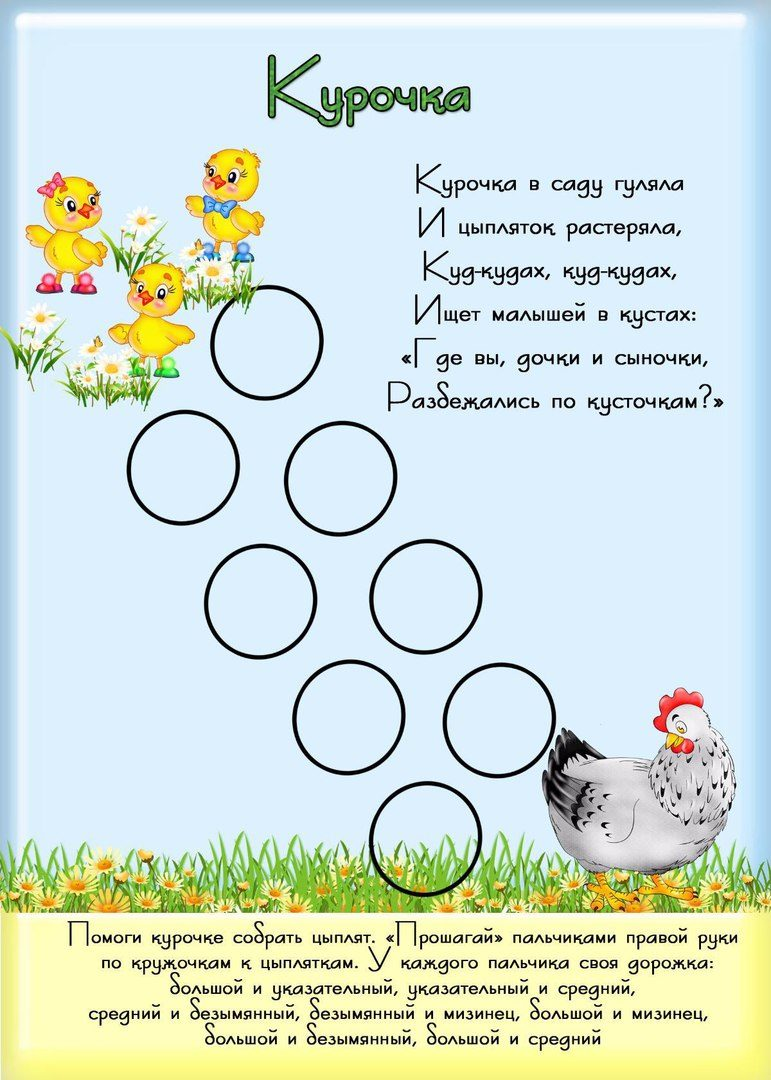 Курочка
Курочка в саду гуляла
И цыпляток растеряла,
Куд-кудах, куд-кудах,
Ищет малышей в кустах:
«Где вы, дочки и сыночки,
Разбежались по кусточкам?»
Помоги курочке собрать цыплят. «Прошагай» пальчиками правой руки
по кружочкам к цыпляткам. У каждого пальчика своя дорожка:
большой и указательный, указательный и средний,
средний и безымянный, безымянный и мизинец, большой и мизинец,
большой и безымянный, большой и средний